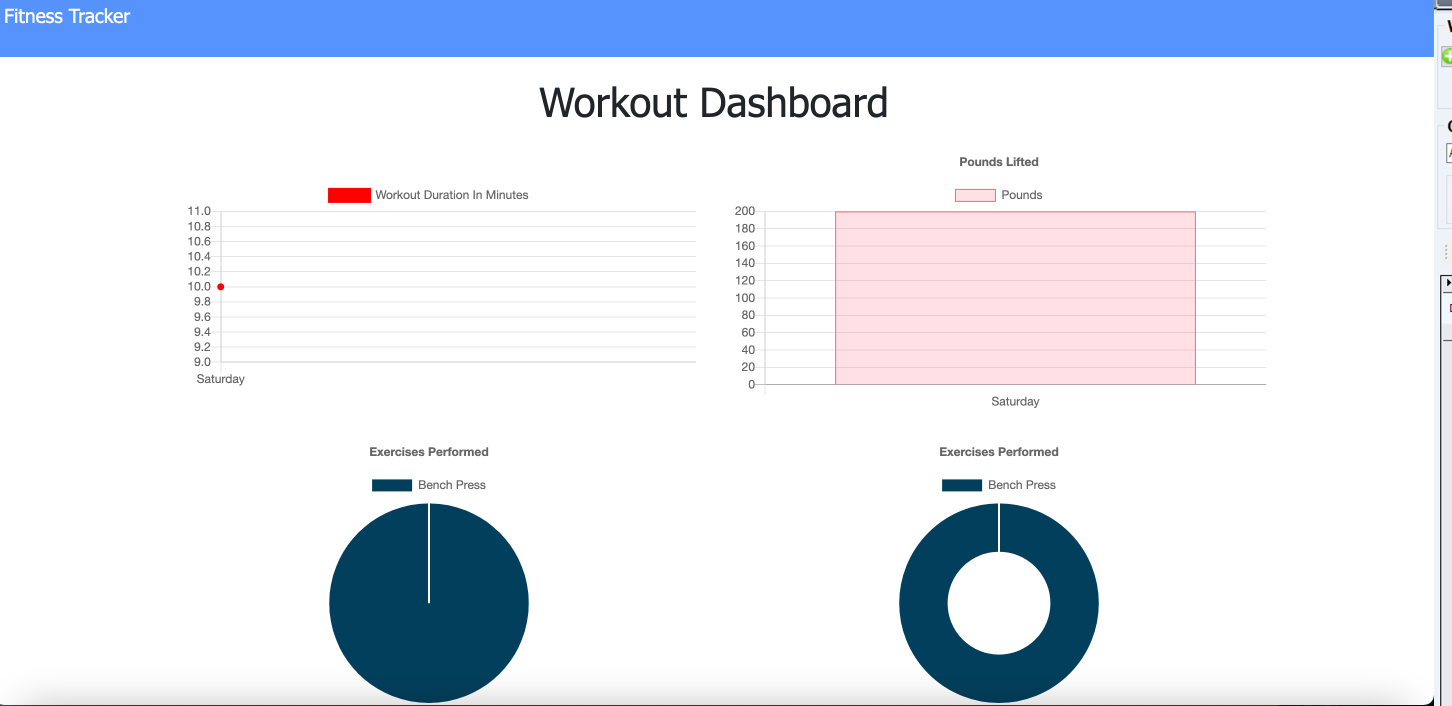 Fitness Tracker
Workout Dashboard
Workout Duration In Minutes
11.0
10.8
10.6
10.4
10.2
10.0
9.8
9.6
9.4
9.2
9.0
Saturday
Pounds Lifted
Pounds
200
180
160
140
120
100
80
60
40
20
0
Saturday
Exercises Performed
Bench Press
Exercises Performed
Bench Press